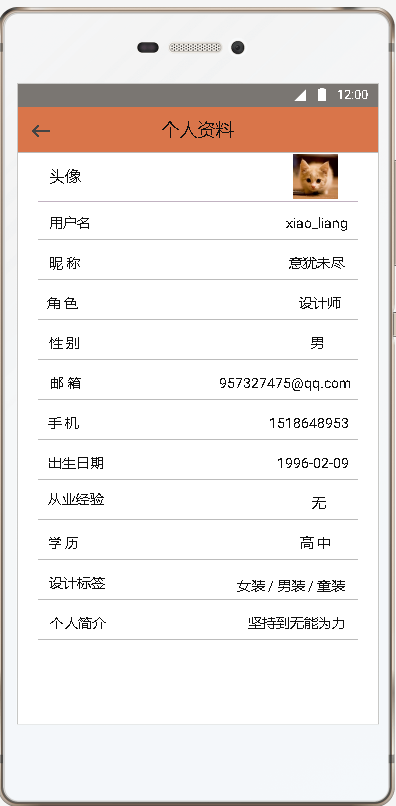 12:00
个人资料
头像
用户名 xiao_liang
昵 称 意犹未尽
角 色 设计师
性 别 男
邮 箱 957327475@qq.com
手 机 1518648953
出生日期 1996-02-09
从业经验 无
学 历 高 中
设计标签 女装 / 男装 / 童装
个人简介 坚持到无能为力